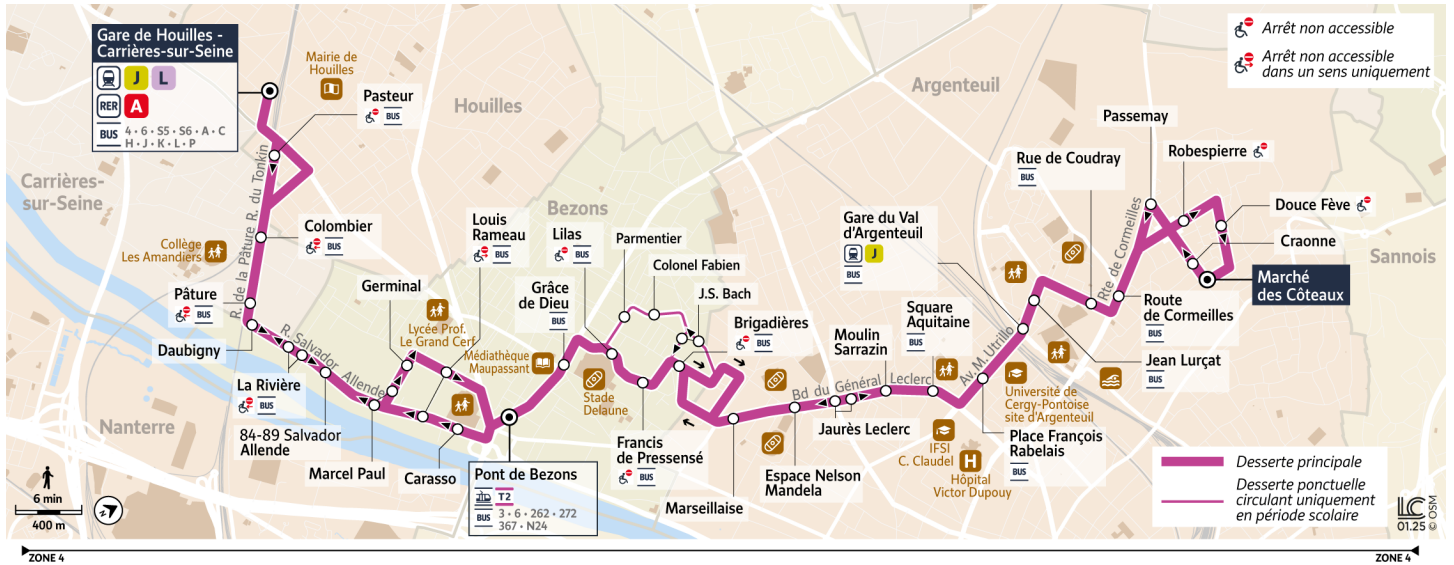 Gare de Houilles -
Carrières-sur-Seine
J L
RER A
BUS 4 • 6 • S5 • S6 • A • C
H • J • K • L • P
Mairie de
Houilles
Pasteur
BUS
Houilles
Carrières-
sur-Seine
R. de la Pâture R. du Tonkin
Colombier
BUS
Collège
Les Amandiers
Pâture
BUS
Daubigny
R. Salvador Allende
La Rivière
BUS
84-89 Salvador
Allende
Nanterre
Marcel Paul
Germinal
Lycée Prof.
Le Grand Cerf
Louis
Rameau
BUS
Carasso
Médiathèque
Maupassant
Pont de Bezons
T2
BUS 3 • 6 • 262 • 272
367 • N24
Grâce
de Dieu
BUS
Bezons
Lilas
BUS
Stade
Delaune
Parmentier
Colonel Fabien
J.S. Bach
Francis
de Pressensé
BUS
Brigadières
BUS
Marseillaise
Bd du Général Leclerc
Espace Nelson
Mandela
Jaurès Leclerc
Moulin
Sarrazin
Square
Aquitaine
BUS
Gare du Val
d'Argenteuil
J
BUS
Argenteuil
Av. M. Utrillo
IFSI
C. Claudel
H
Hôpital
Victor Dupouy
Université de
Cergy-Pontoise
site d'Argenteuil
Place François
Rabelais
BUS
Rue de Coudray
BUS
Jean Lurçat
BUS
Rte de Cormeilles
Route
de Cormeilles
BUS
Passemay
Robespierre
Douce Fève
Craonne
Marché
des Côteaux
Sannois
Arrêt non accessible
Arrêt non accessible
dans un sens uniquement
Desserte principale
Desserte ponctuelle
circulant uniquement
en période scolaire
6 min
400 m
LC
01.25 © OSM
ZONE 4
ZONE 4